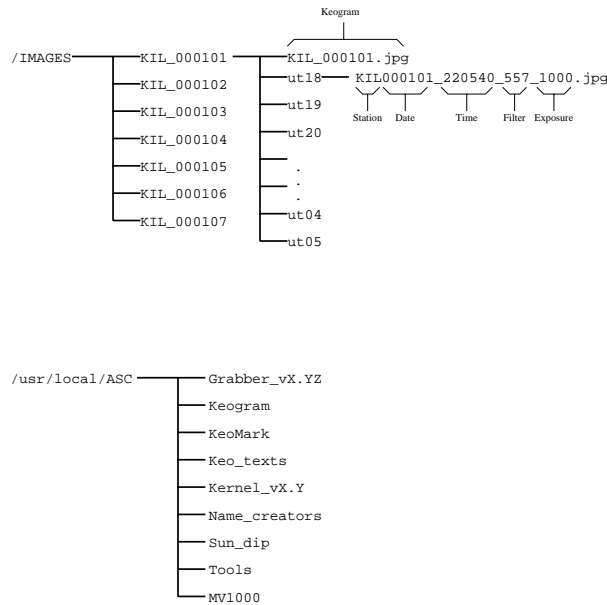 Keogram
/IMAGES KIL_000101 KIL_000101.jpg
ut18 KIL000101_220540_557_1000.jpg
KIL_000102
KIL_000103 ut19
Station Date Time Filter Exposure
KIL_000104 ut20
KIL_000105 .
KIL_000106 .
.
KIL_000107 ut04
ut05
/usr/local/ASC Grabber_vX.YZ
Keogram
KeoMark
Keo_texts
Kernel_vX.Y
Name_creators
Sun_dip
Tools
MV1000